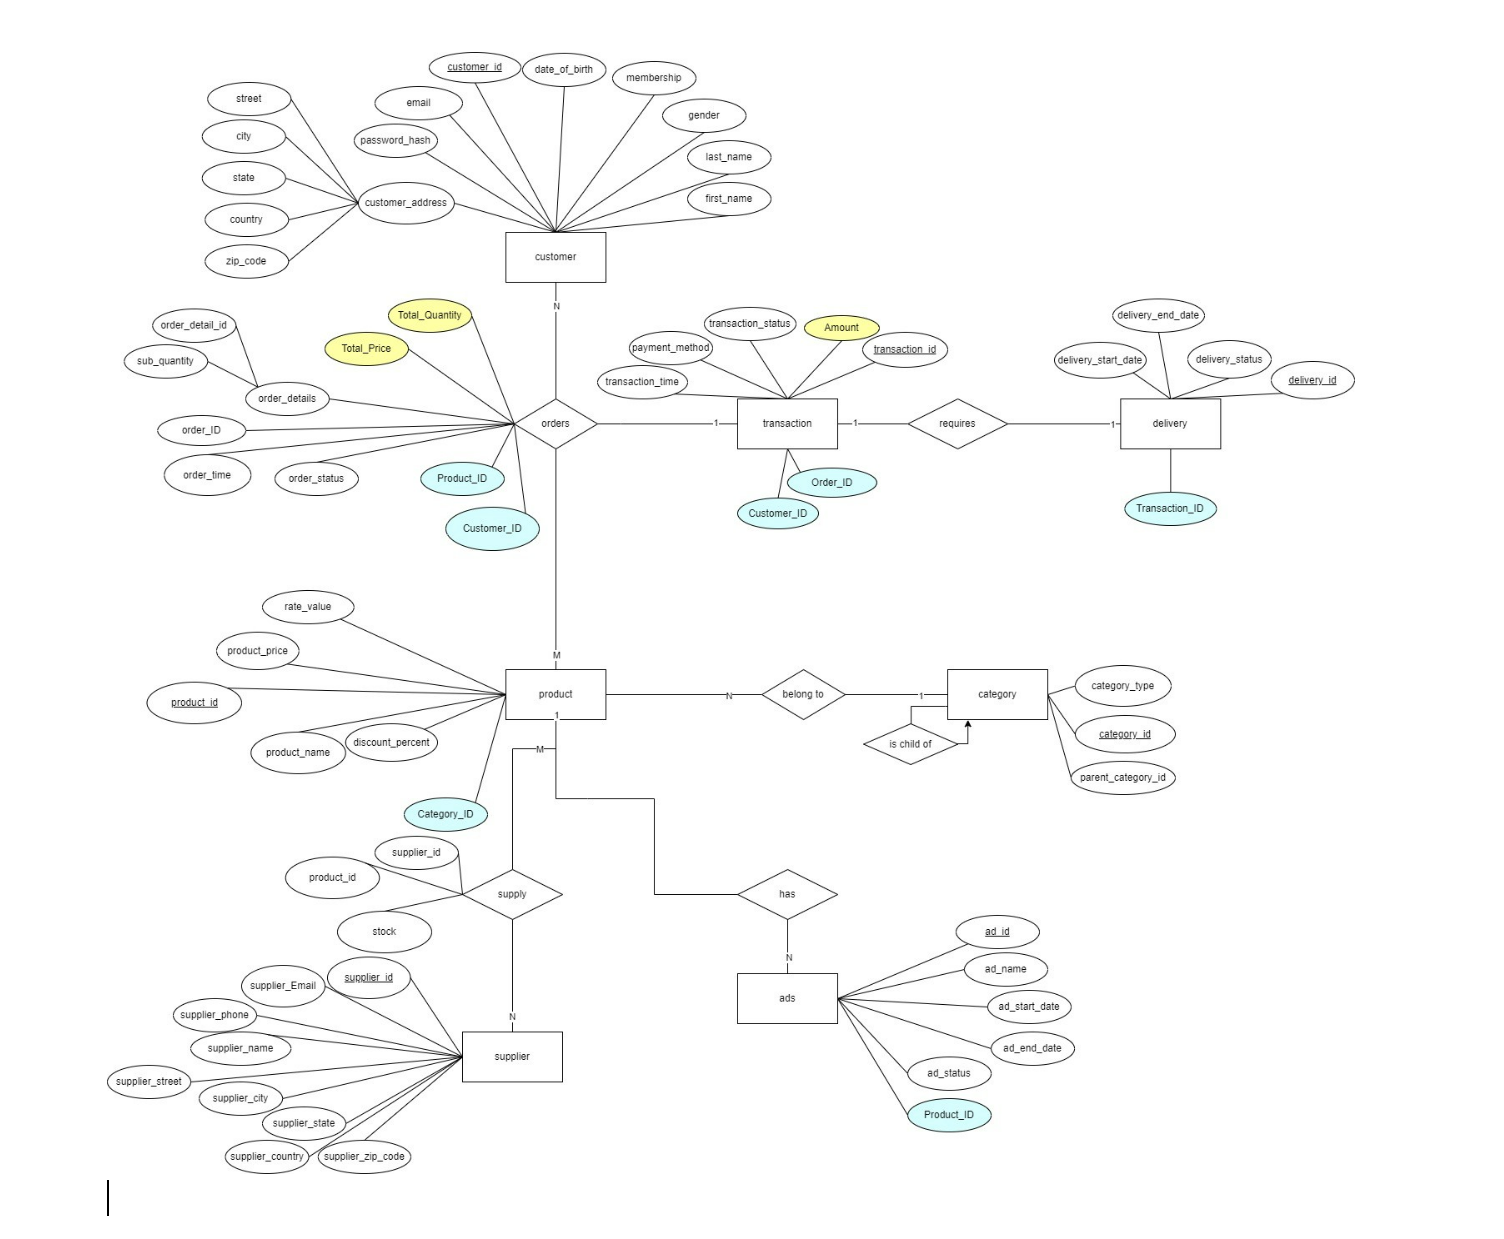 customer_id
date_of_birth
membership
street
email
gender
city
password_hash
last_name
state
customer_address
first_name
country
zip_code
customer
N
order_detail_id
Total_Quantity
transaction_status
Amount
delivery_end_date
sub_quantity
Total_Price
payment_method
transaction_id
delivery_start_date
delivery_status
transaction_time
delivery_id
order_details
order_ID
orders
1
transaction
1
requires
1
delivery
order_time
order_status
Product_ID
Order_ID
Customer_ID
Customer_ID
Transaction_ID
rate_value
product_price
M
product_id
product
N
belong to
1
category
category_type
product_name
discount_percent
1
is child of
category_id
M
parent_category_id
Category_ID
supplier_id
product_id
supply
has
stock
ad_id
supplier_id
N
ad_name
supplier_Email
ads
ad_start_date
supplier_phone
N
supplier_name
supplier
ad_end_date
supplier_street
ad_status
supplier_city
supplier_state
Product_ID
supplier_country
supplier_zip_code